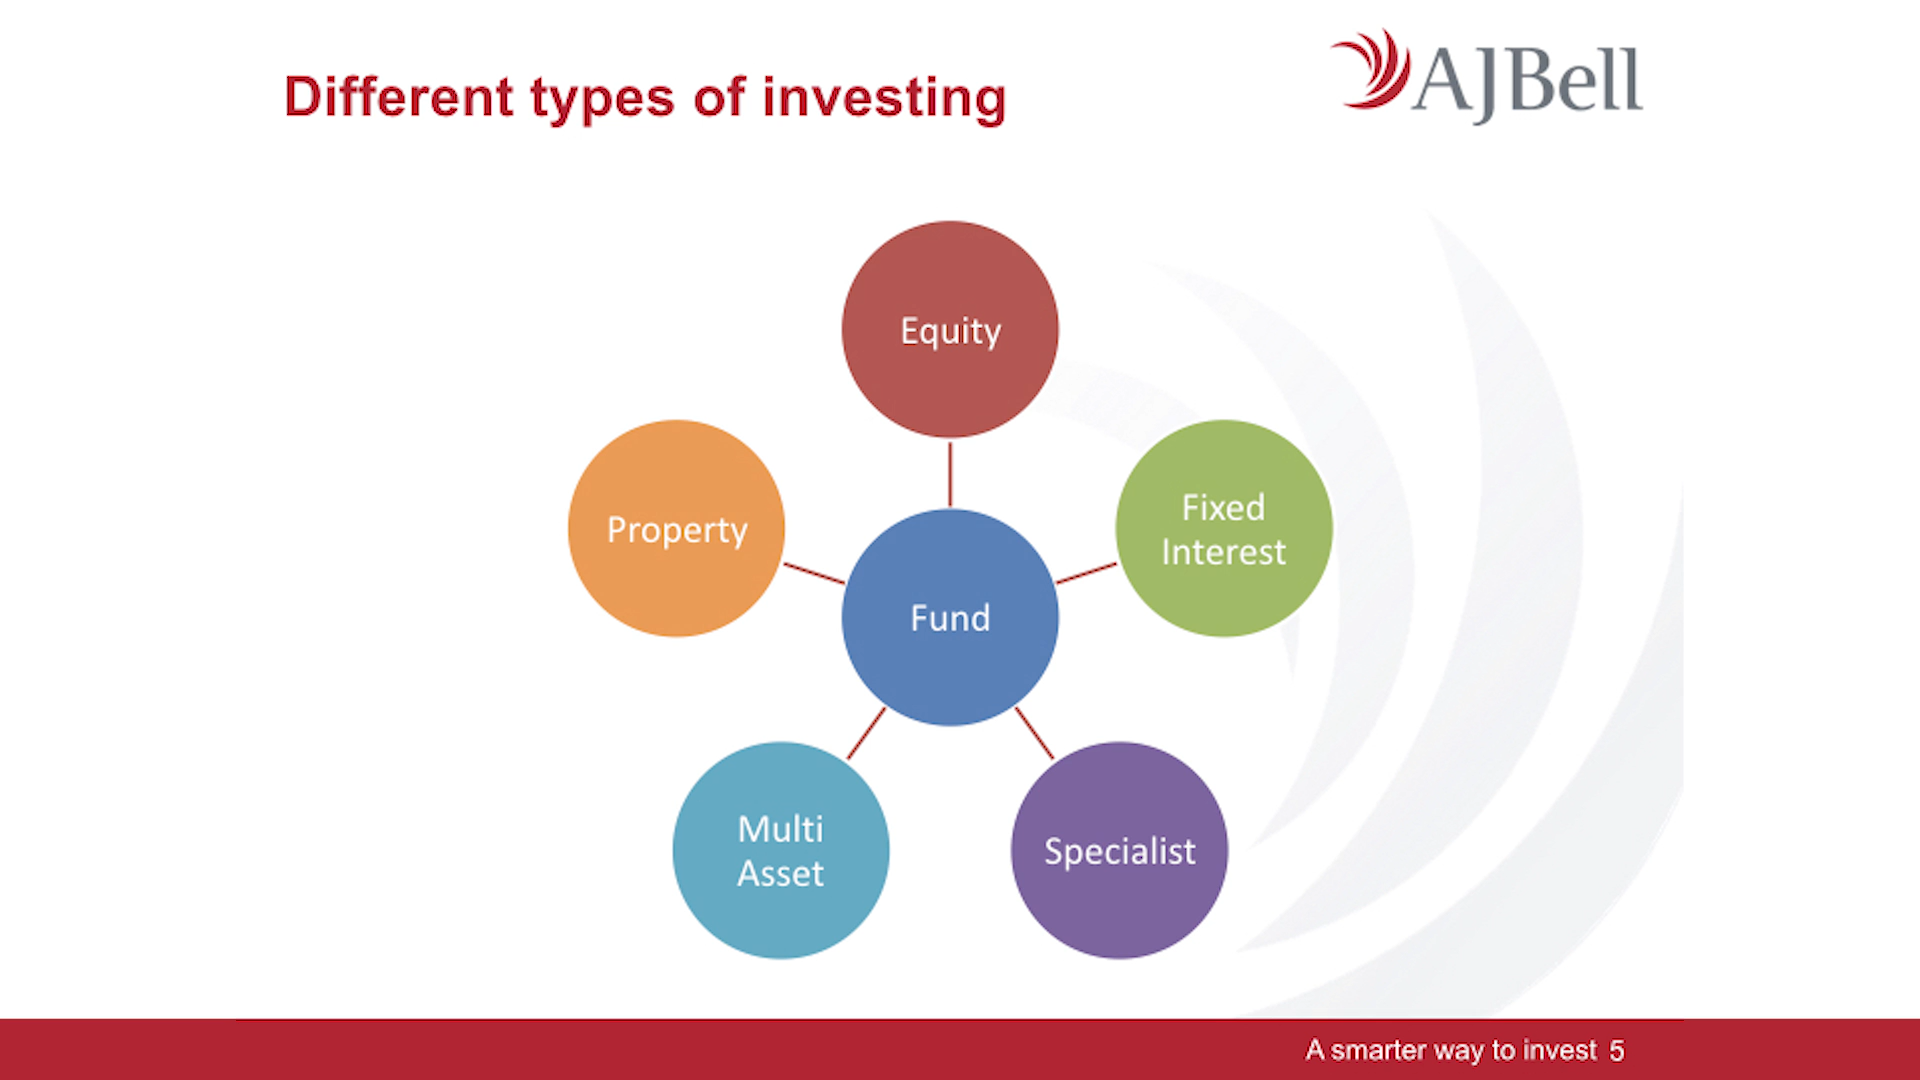 Different types of investing
AJBell
Equity
Property
Fixed
Interest
Fund
Multi
Asset
Specialist
A smarter way to invest 5